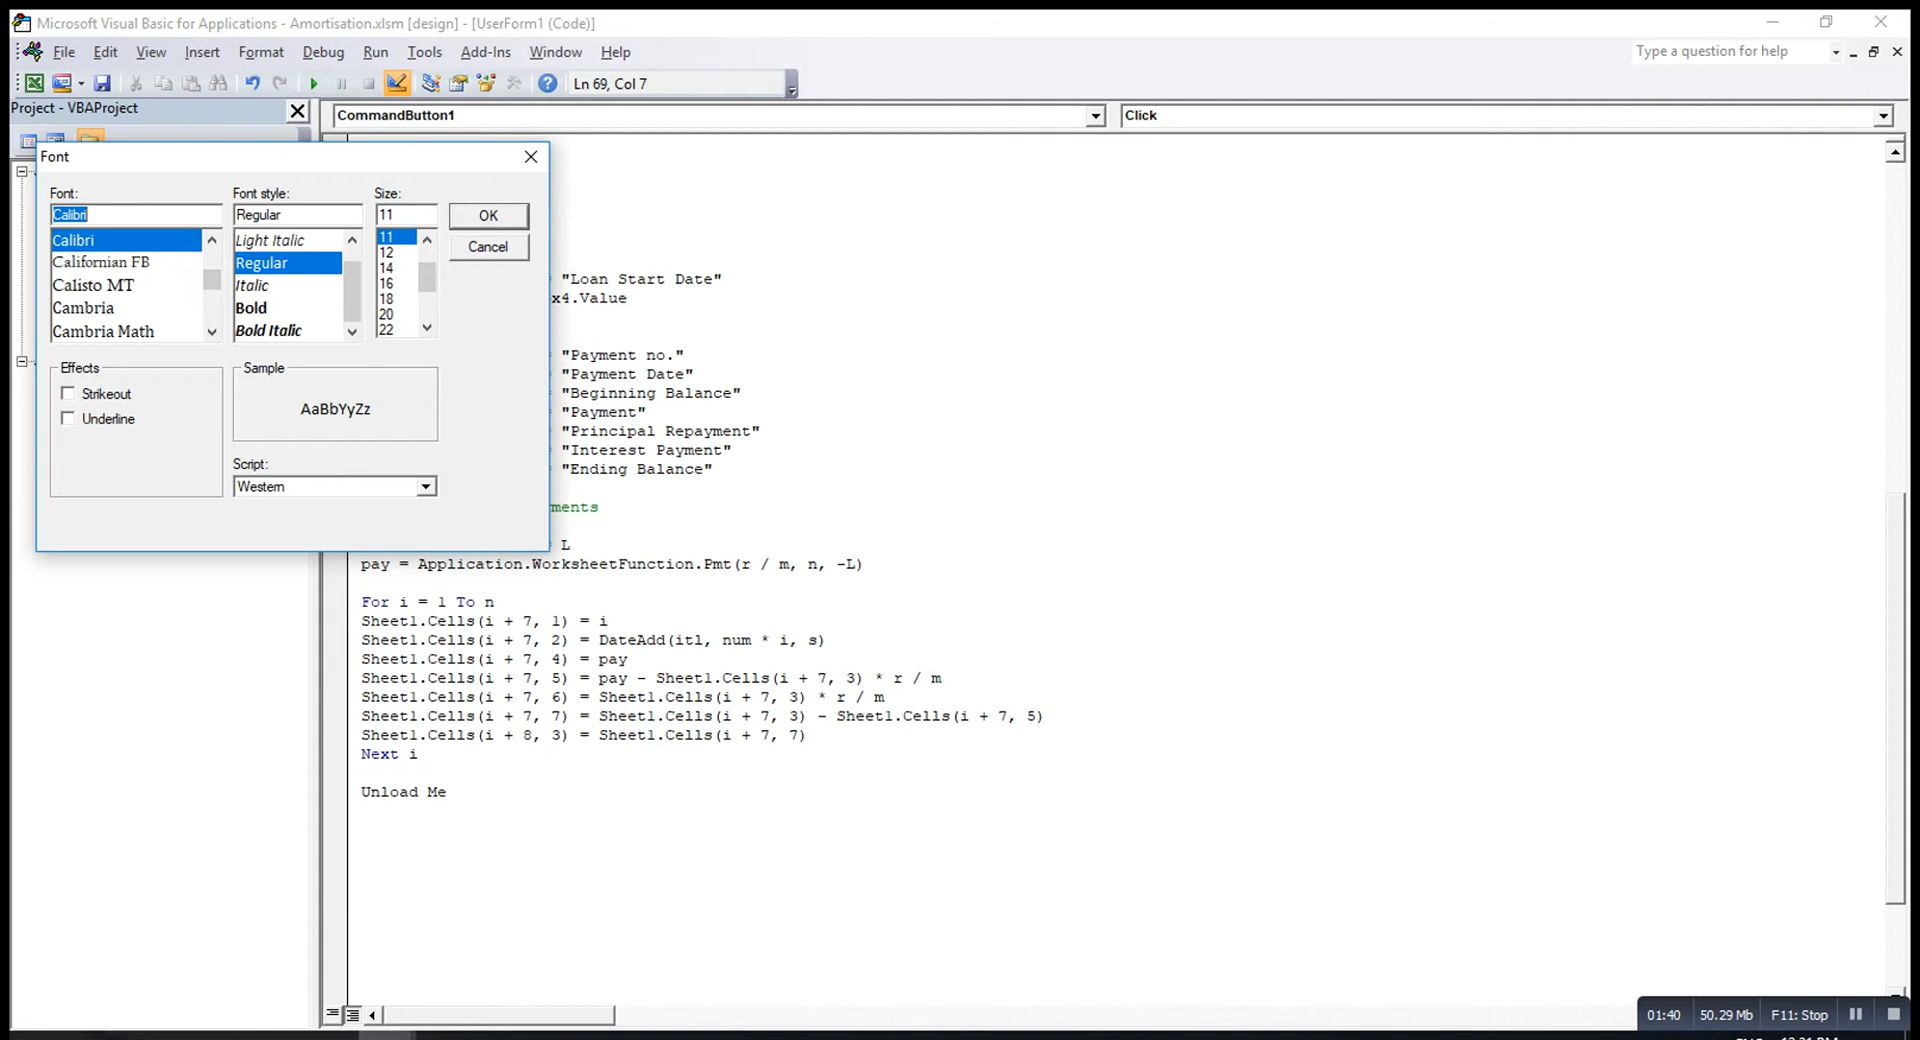 Microsoft Visual Basic for Applications - Amortisation.xlsm [design] - [UserForm1 (Code)]
File Edit View Insert Format Debug Run Tools Add-Ins Window Help
Type a question for help
Ln 69, Col 7
Project - VBAProject
CommandButton1
Click
Font
Font:
Font style:
Size:
Calibri
Regular
11
OK
Cancel
Calibri
Californian FB
Calisto MT
Cambria
Cambria Math
Light Italic
Regular
Italic
Bold
Bold Italic
11
12
14
16
18
20
22
Effects
Strikeout
Underline
Sample
AaBbYyZz
Script:
Western
"Loan Start Date"
x4.Value
"Payment no."
"Payment Date"
"Beginning Balance"
"Payment"
"Principal Repayment"
"Interest Payment"
"Ending Balance"
ments
L
pay = Application.WorksheetFunction.Pmt(r / m, n, -L)
For i = 1 To n
Sheet1.Cells(i + 7, 1) = i
Sheet1.Cells(i + 7, 2) = DateAdd(itl, num * i, s)
Sheet1.Cells(i + 7, 4) = pay
Sheet1.Cells(i + 7, 5) = pay - Sheet1.Cells(i + 7, 3) * r / m
Sheet1.Cells(i + 7, 6) = Sheet1.Cells(i + 7, 3) * r / m
Sheet1.Cells(i + 7, 7) = Sheet1.Cells(i + 7, 3) - Sheet1.Cells(i + 7, 5)
Sheet1.Cells(i + 8, 3) = Sheet1.Cells(i + 7, 7)
Next i
Unload Me
01:40 50.29 Mb F11: Stop